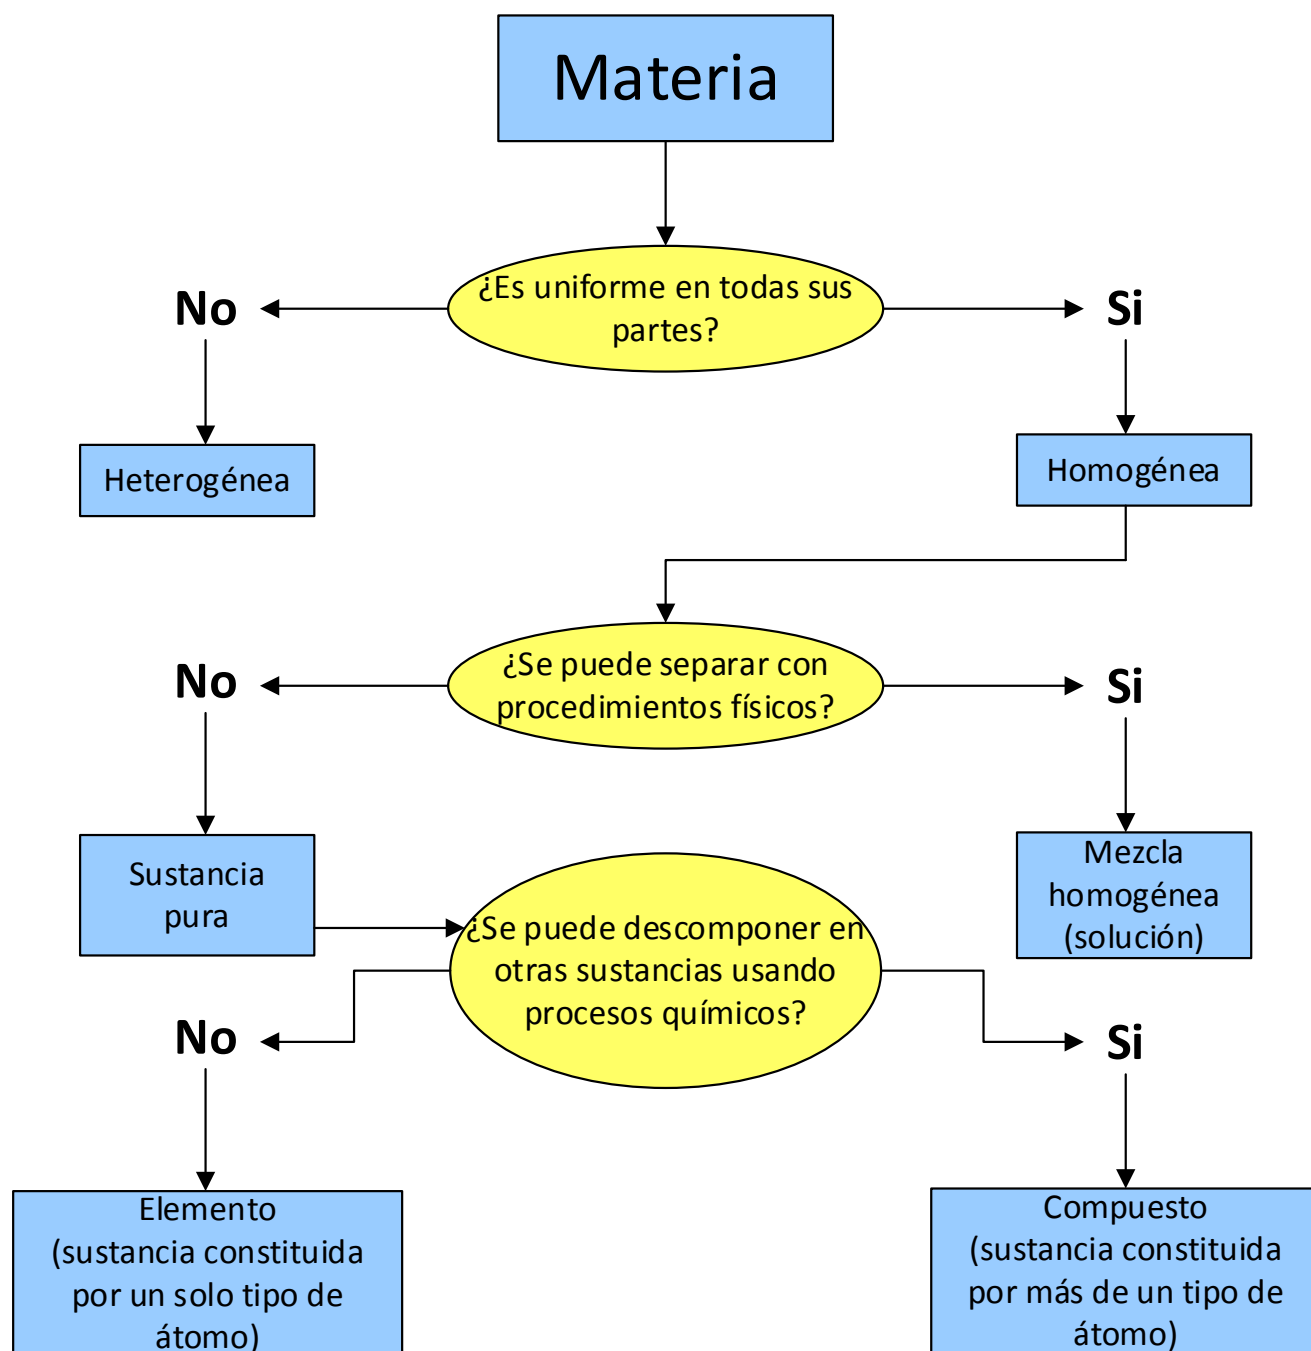 Materia
¿Es uniforme en todas sus
partes?
No
Si
Heterogénea
Homogénea
¿Se puede separar con
procedimientos físicos?
No
Si
Sustancia
pura
Mezcla
homogénea
(solución)
¿Se puede descomponer en
otras sustancias usando
procesos químicos?
No
Si
Elemento
(sustancia constituida
por un solo tipo de
átomo)
Compuesto
(sustancia constituida
por más de un tipo de
átomo)